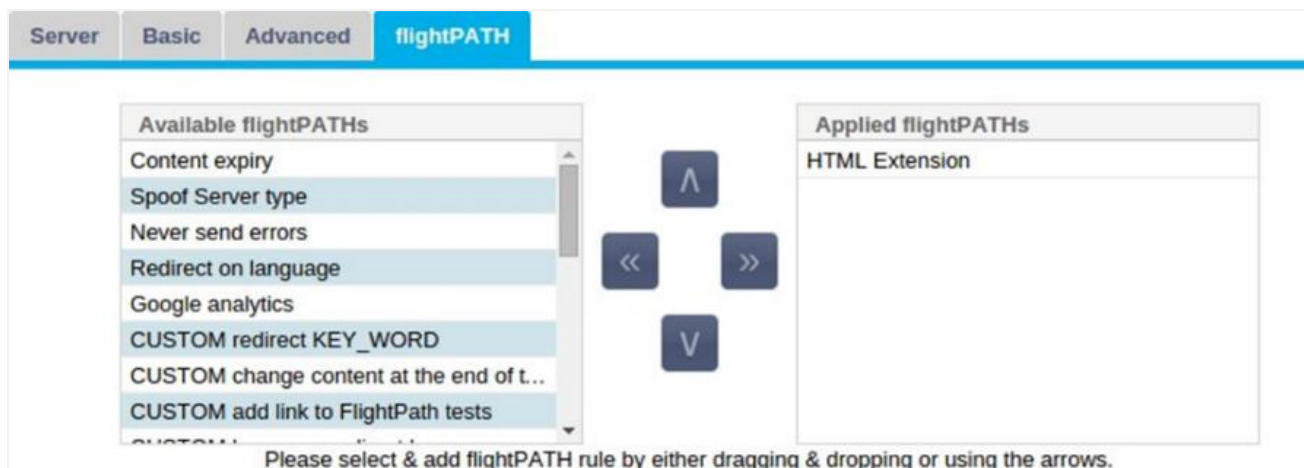 Server Basic Advanced flightPATH
Available flightPATHs
Content expiry
Spoof Server type
Never send errors
Redirect on language
Google analytics
CUSTOM redirect KEY_WORD
CUSTOM change content at the end of t...
CUSTOM add link to FlightPath tests
Applied flightPATHs
HTML Extension
Please select & add flightPATH rule by either dragging & dropping or using the arrows.